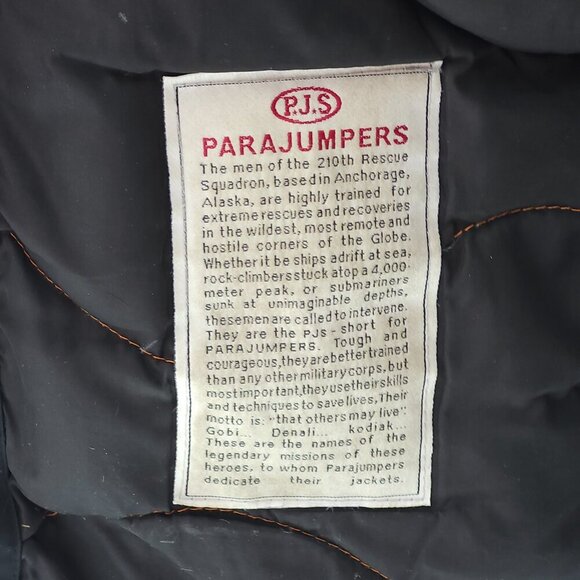 P.J.S
PARAJUMPERS
The men of the 210th Rescue
Squadron, based in Anchorage,
Alaska, are highly trained for
extreme rescues and recoveries
in the wildest, most remote and
hostile corners of the Globe.
Whether it be ships adrift at sea,
rock-climbers stuck atop a 4,000-
meter peak, or submariners
sunk at unimaginable depths,
these men are called to intervene.
They are the PJs - short for
PARAJUMPERS. Tough and
courageous, they are better trained
than any other military corps, but
most important, they use their skills
and techniques to save lives, Their
motto is: "that others may live":
Gobi... Denali... kodiak...
These are the names of the
legendary missions of these
heroes, to whom Parajumpers
dedicate their jackets.